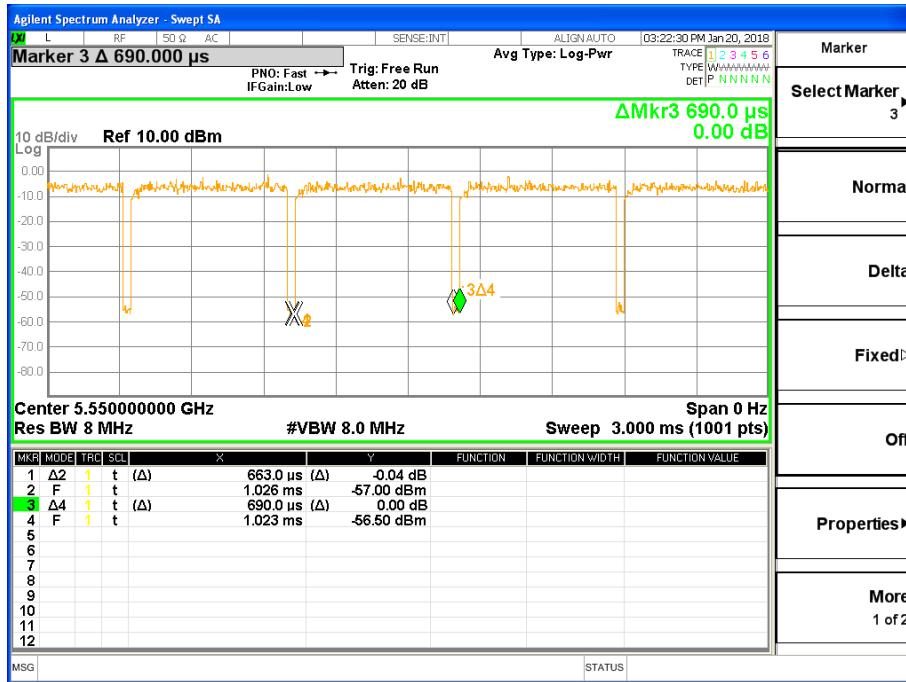 Agilent Spectrum Analyzer - Swept SA
LXI L RF 50 Ω AC SENSE:INT ALIGN AUTO 03:22:30 PM Jan 20, 2018
Marker 3 Δ 690.000 µs
PNO: Fast
IFGain:Low
Trig: Free Run
Atten: 20 dB
Avg Type: Log-Pwr
TRACE 1 2 3 4 5 6
TYPE WWWWWW
DET P N N N N N
ΔMkr3 690.0 µs
0.00 dB
10 dB/div Ref 10.00 dBm
Log
0.00
-10.0
-20.0
-30.0
-40.0
-50.0
-60.0
-70.0
-80.0
3Δ4
Center 5.550000000 GHz
Span 0 Hz
Res BW 8 MHz
#VBW 8.0 MHz
Sweep 3.000 ms (1001 pts)
MKR MODE TRC SCL X Y FUNCTION FUNCTION WIDTH FUNCTION VALUE
1 Δ2 1 t (Δ) 663.0 µs (Δ) -0.04 dB
2 F 1 t 1.026 ms -57.00 dBm
3 Δ4 1 t (Δ) 690.0 µs (Δ) 0.00 dB
4 F 1 t 1.023 ms -56.50 dBm
5
6
7
8
9
10
11
12
MSG
STATUS
Marker
Select Marker
3
Norma
Delta
Fixed
Off
Properties
More
1 of 2